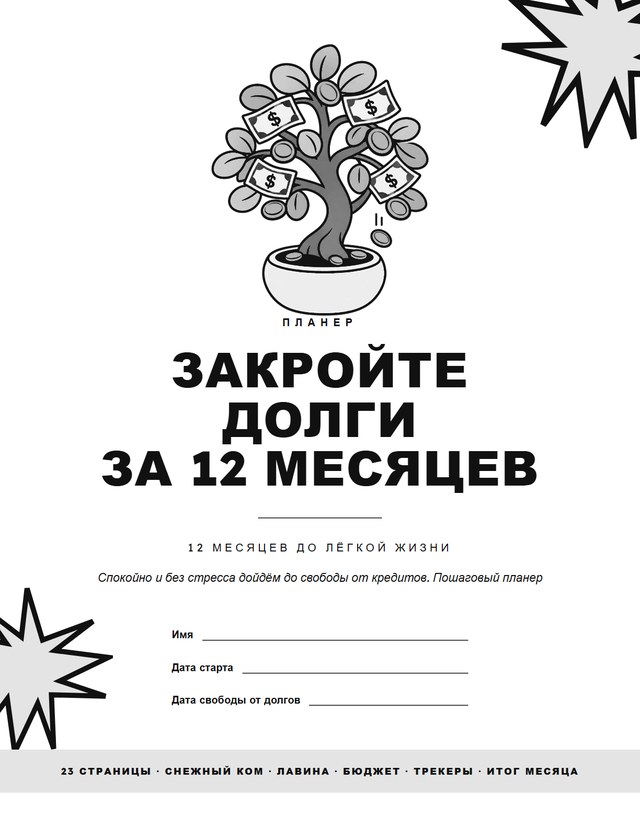 $
$
$
$
ПЛАНЕР
ЗАКРОЙТЕ
ДОЛГИ
ЗА 12 МЕСЯЦЕВ
12 МЕСЯЦЕВ ДО ЛЁГКОЙ ЖИЗНИ
Спокойно и без стресса дойдём до свободы от кредитов. Пошаговый планер
Имя
Дата старта
Дата свободы от долгов
23 СТРАНИЦЫ · СНЕЖНЫЙ КОМ · ЛАВИНА · БЮДЖЕТ · ТРЕКЕРЫ · ИТОГ МЕСЯЦА